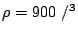 ρ = 900 /³